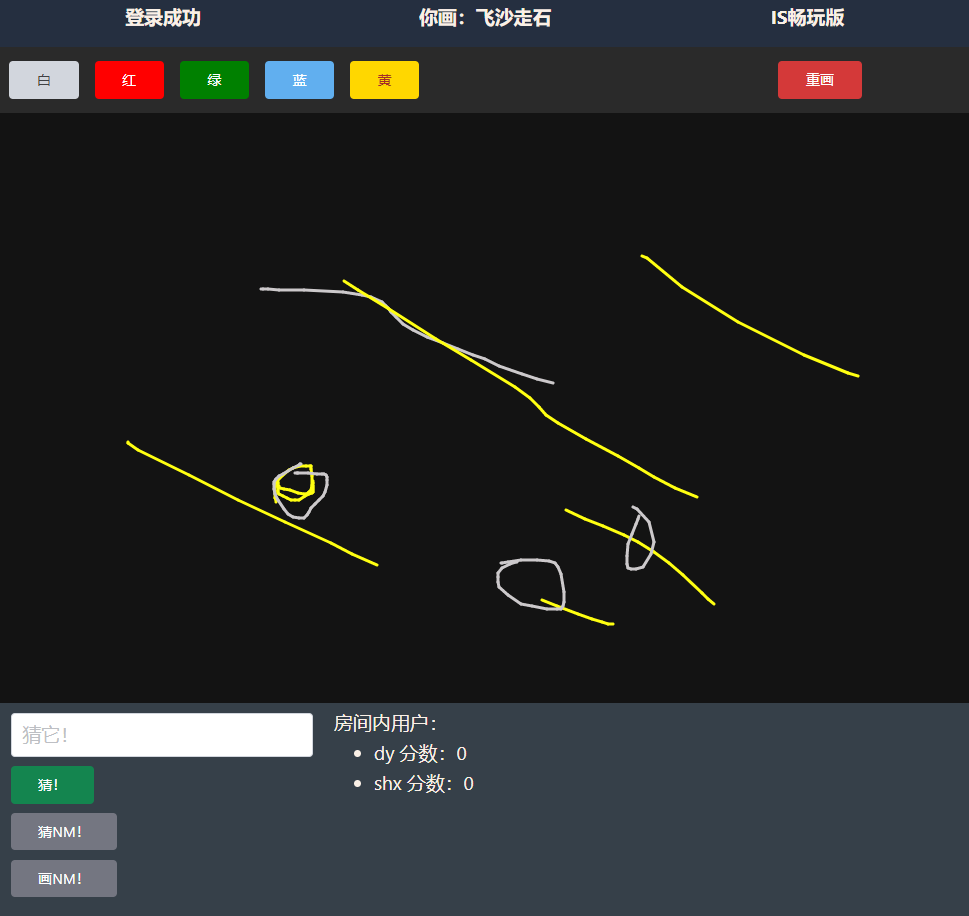 登录成功
你画：飞沙走石
IS畅玩版
白
红
绿
蓝
黄
重画
猜它！
猜！
猜NM！
画NM！
房间内用户：
dy 分数：0
shx 分数：0